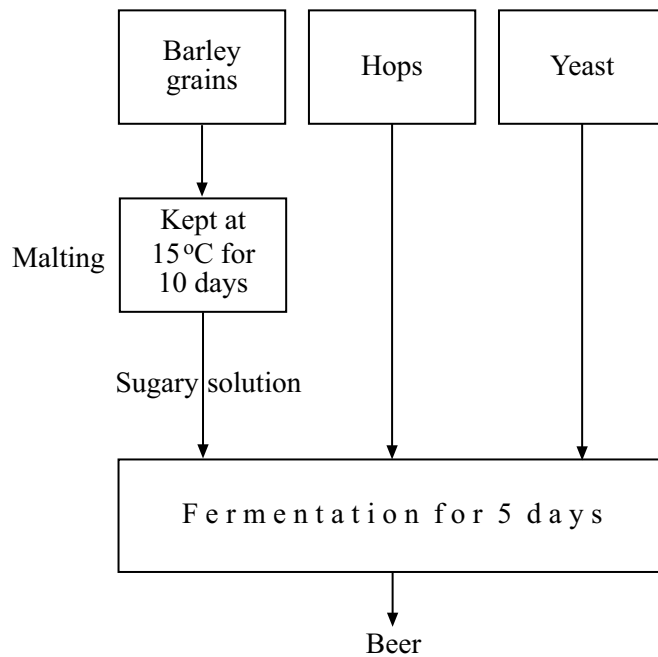 Barley
grains
Hops
Yeast
Malting
Kept at
15°C for
10 days
Sugary solution
Fermentation for 5 days
Beer